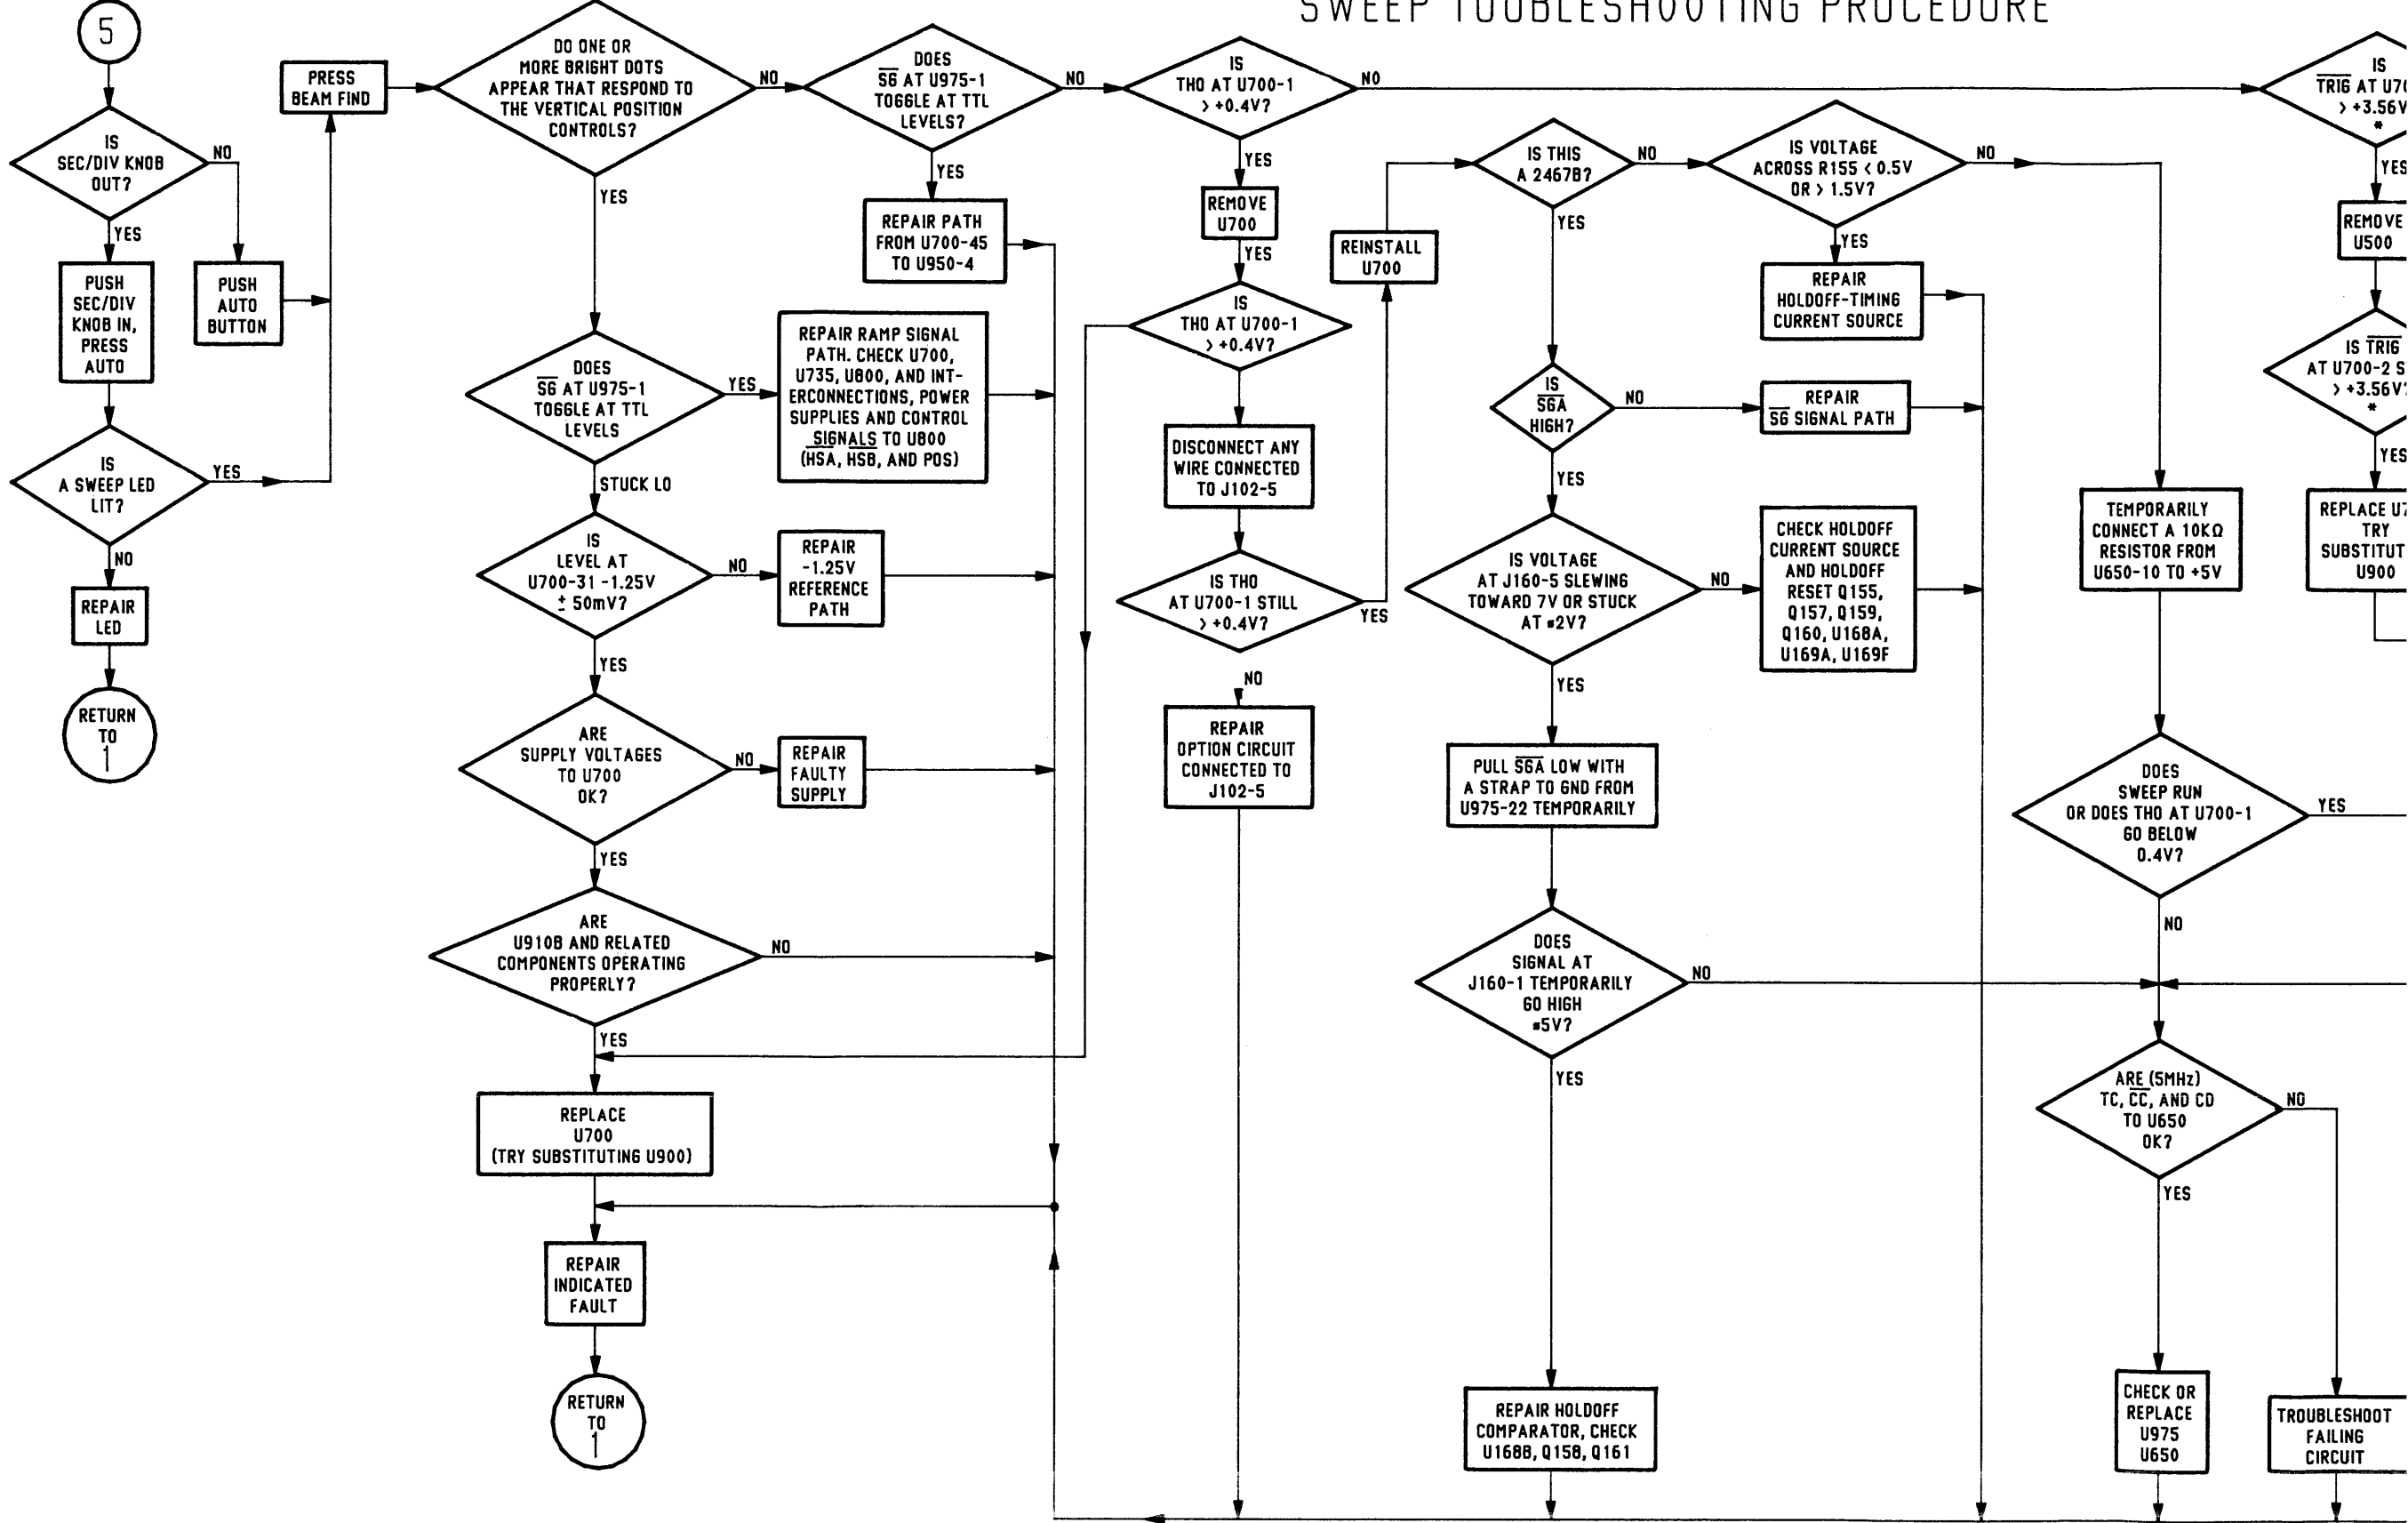 SWEEP TOUBLESHOOTING PROCEDURE
5
IS
SEC/DIV KNOB
OUT?
NO
YES
PUSH
SEC/DIV
KNOB IN,
PRESS
AUTO
PUSH
AUTO
BUTTON
IS
A SWEEP LED
LIT?
YES
NO
REPAIR
LED
RETURN
TO
1
PRESS
BEAM FIND
DO ONE OR
MORE BRIGHT DOTS
APPEAR THAT RESPOND TO
THE VERTICAL POSITION
CONTROLS?
NO
YES
DOES
S̅G̅ AT U975-1
TOGGLE AT TTL
LEVELS
YES
STUCK LO
REPAIR RAMP SIGNAL
PATH. CHECK U700,
U735, U800, AND INT-
ERCONNECTIONS, POWER
SUPPLIES AND CONTROL
SIGNALS TO U800
(H̅S̅A̅, H̅S̅B̅, AND POS)
IS
LEVEL AT
U700-31 -1.25V
± 50mV?
NO
YES
REPAIR
-1.25V
REFERENCE
PATH
ARE
SUPPLY VOLTAGES
TO U700
OK?
NO
YES
REPAIR
FAULTY
SUPPLY
ARE
U910B AND RELATED
COMPONENTS OPERATING
PROPERLY?
NO
YES
REPLACE
U700
(TRY SUBSTITUTING U900)
REPAIR
INDICATED
FAULT
RETURN
TO
1
DOES
S̅G̅ AT U975-1
TOGGLE AT TTL
LEVELS?
NO
YES
REPAIR PATH
FROM U700-45
TO U950-4
IS
THO AT U700-1
> +0.4V?
NO
YES
REMOVE
U700
YES
IS
THO AT U700-1
> +0.4V?
DISCONNECT ANY
WIRE CONNECTED
TO J102-5
IS THO
AT U700-1 STILL
> +0.4V?
YES
NO
REPAIR
OPTION CIRCUIT
CONNECTED TO
J102-5
REINSTALL
U700
IS THIS
A 2467B?
NO
YES
IS VOLTAGE
ACROSS R155 < 0.5V
OR > 1.5V?
NO
YES
REPAIR
HOLDOFF-TIMING
CURRENT SOURCE
IS
S̅G̅A̅
HIGH?
NO
YES
REPAIR
S̅G̅ SIGNAL PATH
IS VOLTAGE
AT J160-5 SLEWING
TOWARD 7V OR STUCK
AT ≈2V?
NO
YES
CHECK HOLDOFF
CURRENT SOURCE
AND HOLDOFF
RESET Q155,
Q157, Q159,
Q160, U168A,
U169A, U169F
PULL S̅G̅A̅ LOW WITH
A STRAP TO GND FROM
U975-22 TEMPORARILY
DOES
SIGNAL AT
J160-1 TEMPORARILY
GO HIGH
≈5V?
NO
YES
REPAIR HOLDOFF
COMPARATOR, CHECK
U168B, Q158, Q161
TEMPORARILY
CONNECT A 10KΩ
RESISTOR FROM
U650-10 TO +5V
DOES
SWEEP RUN
OR DOES THO AT U700-1
GO BELOW
0.4V?
YES
NO
ARE (5MHz)
TC, C̅C̅, AND CD
TO U650
OK?
NO
YES
CHECK OR
REPLACE
U975
U650
TROUBLESHOOT
FAILING
CIRCUIT
IS
T̅R̅I̅G̅ AT U70
> +3.56V
*
YES
REMOVE
U500
IS T̅R̅I̅G̅
AT U700-2 S
> +3.56V?
*
YES
REPLACE U7
TRY
SUBSTITUT
U900